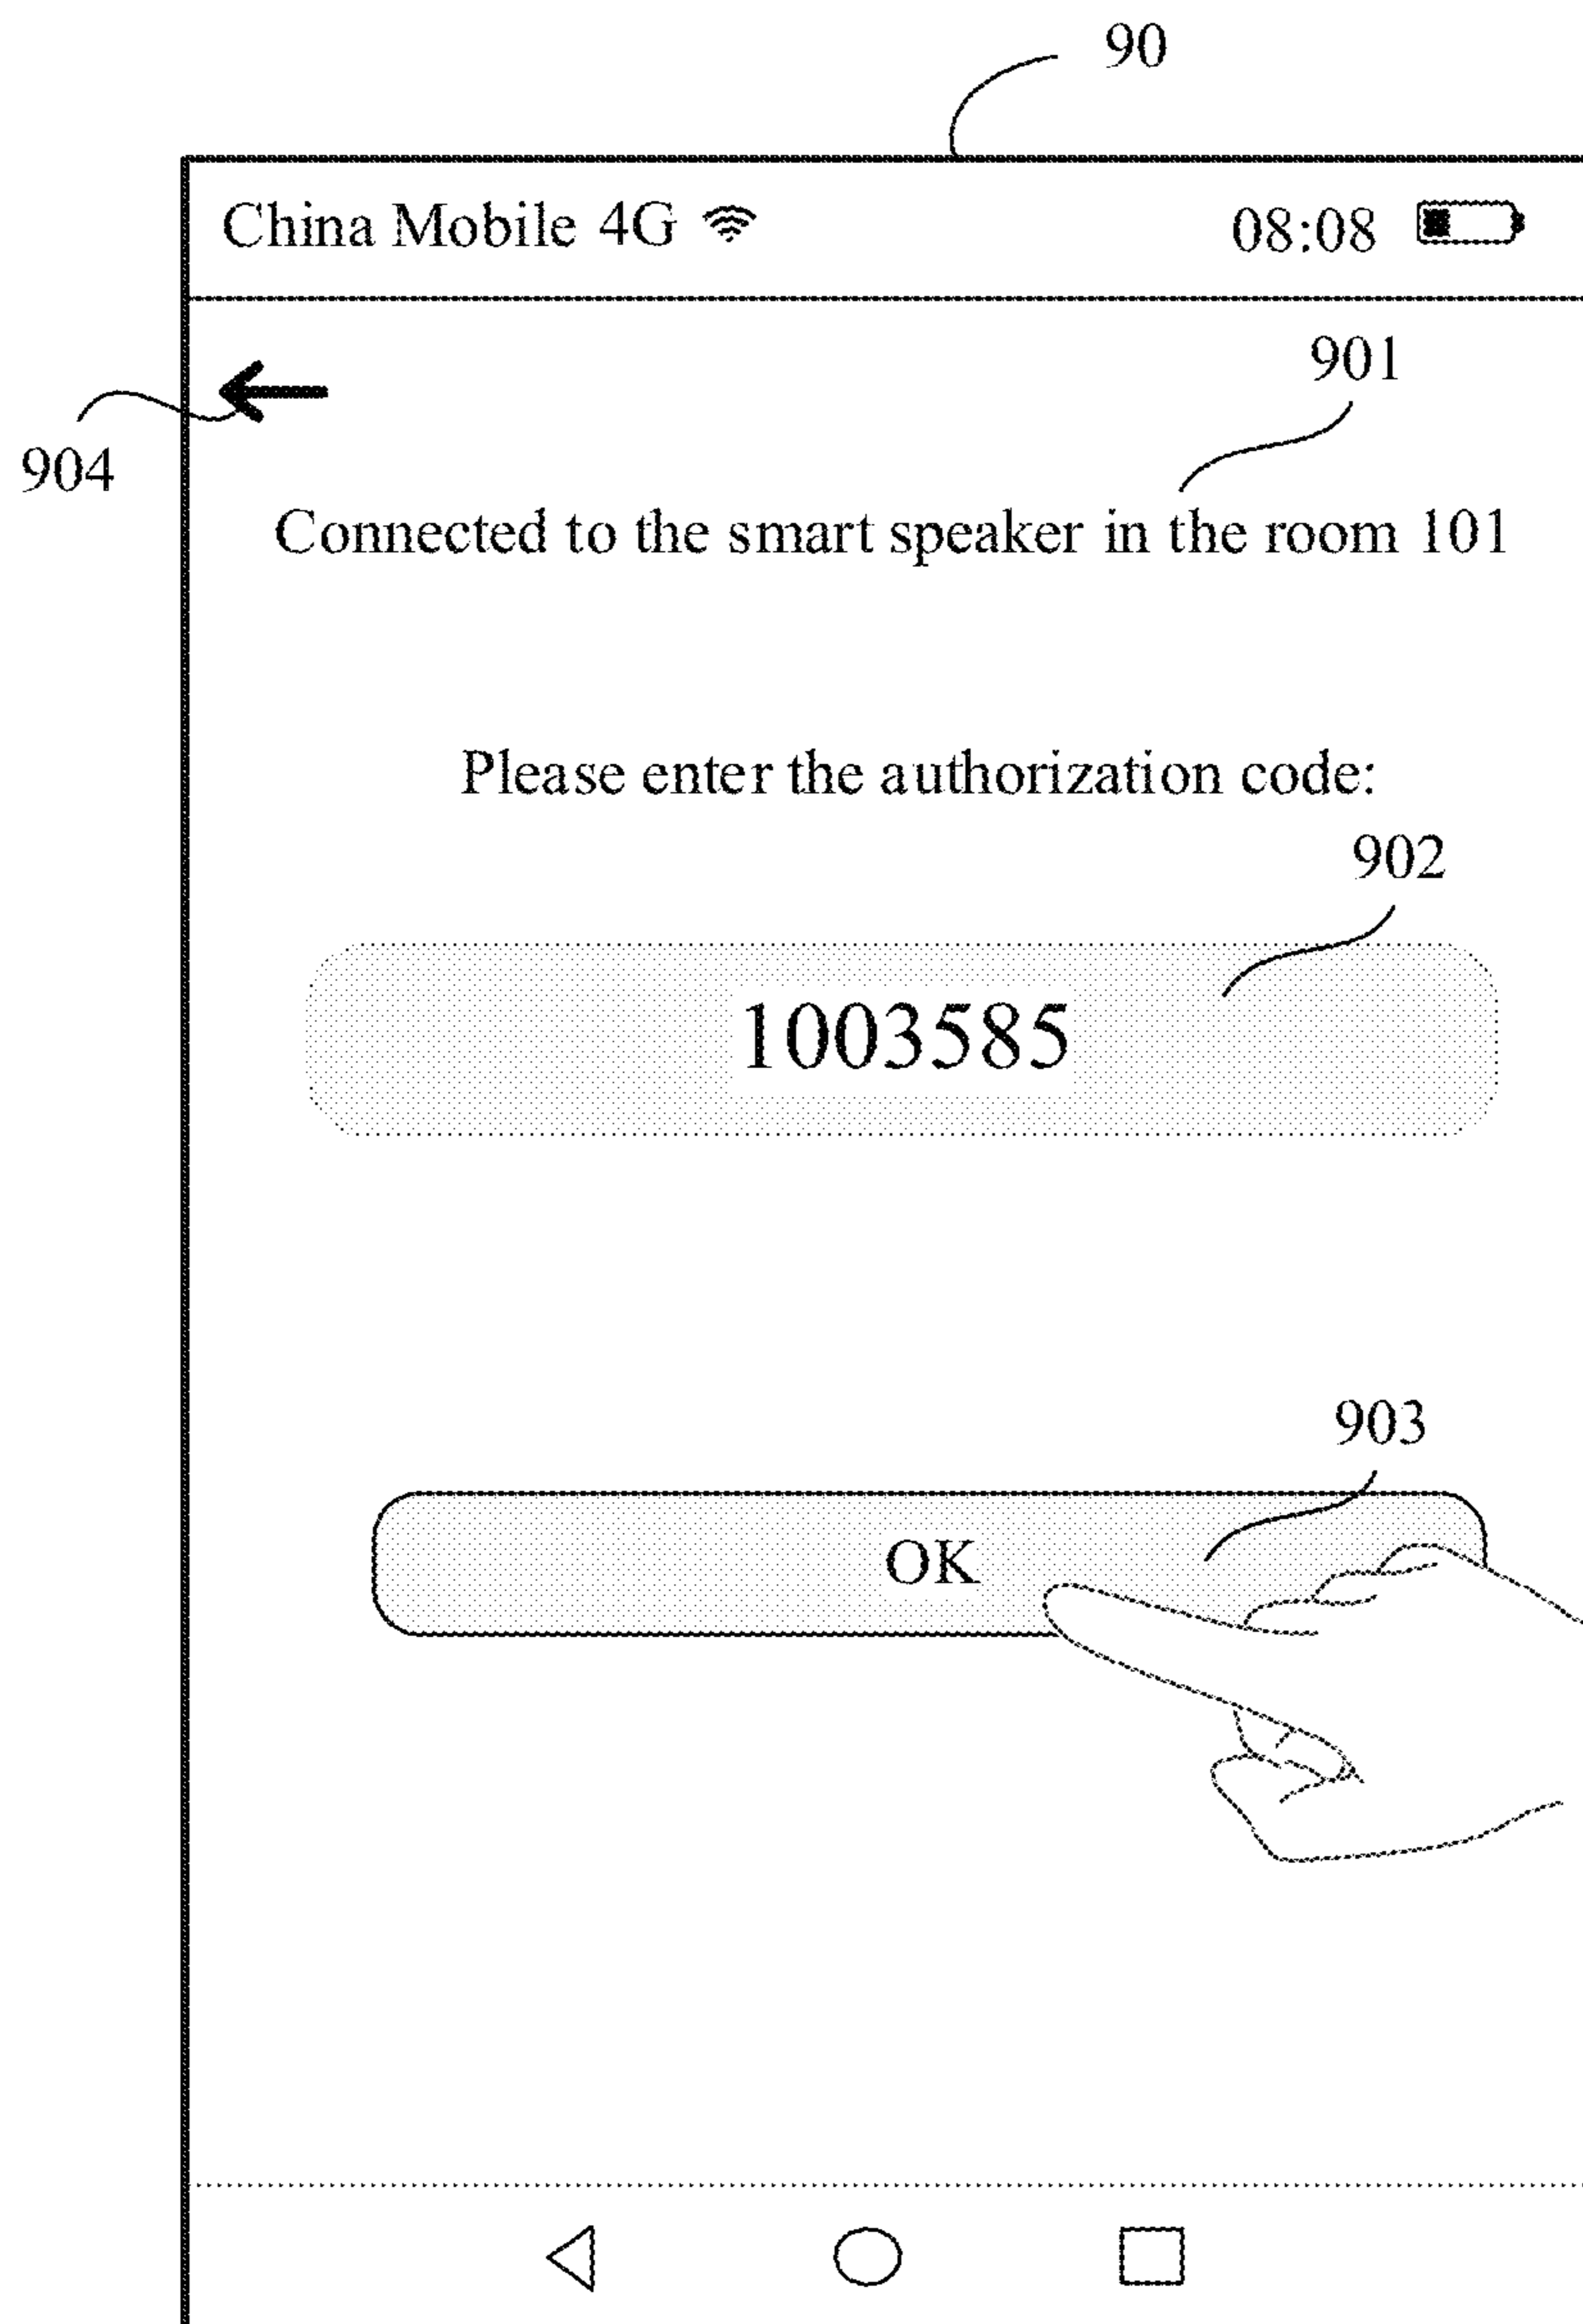 90
China Mobile 4G 08:08
901
904
Connected to the smart speaker in the room 101
Please enter the authorization code:
902
1003585
903
OK